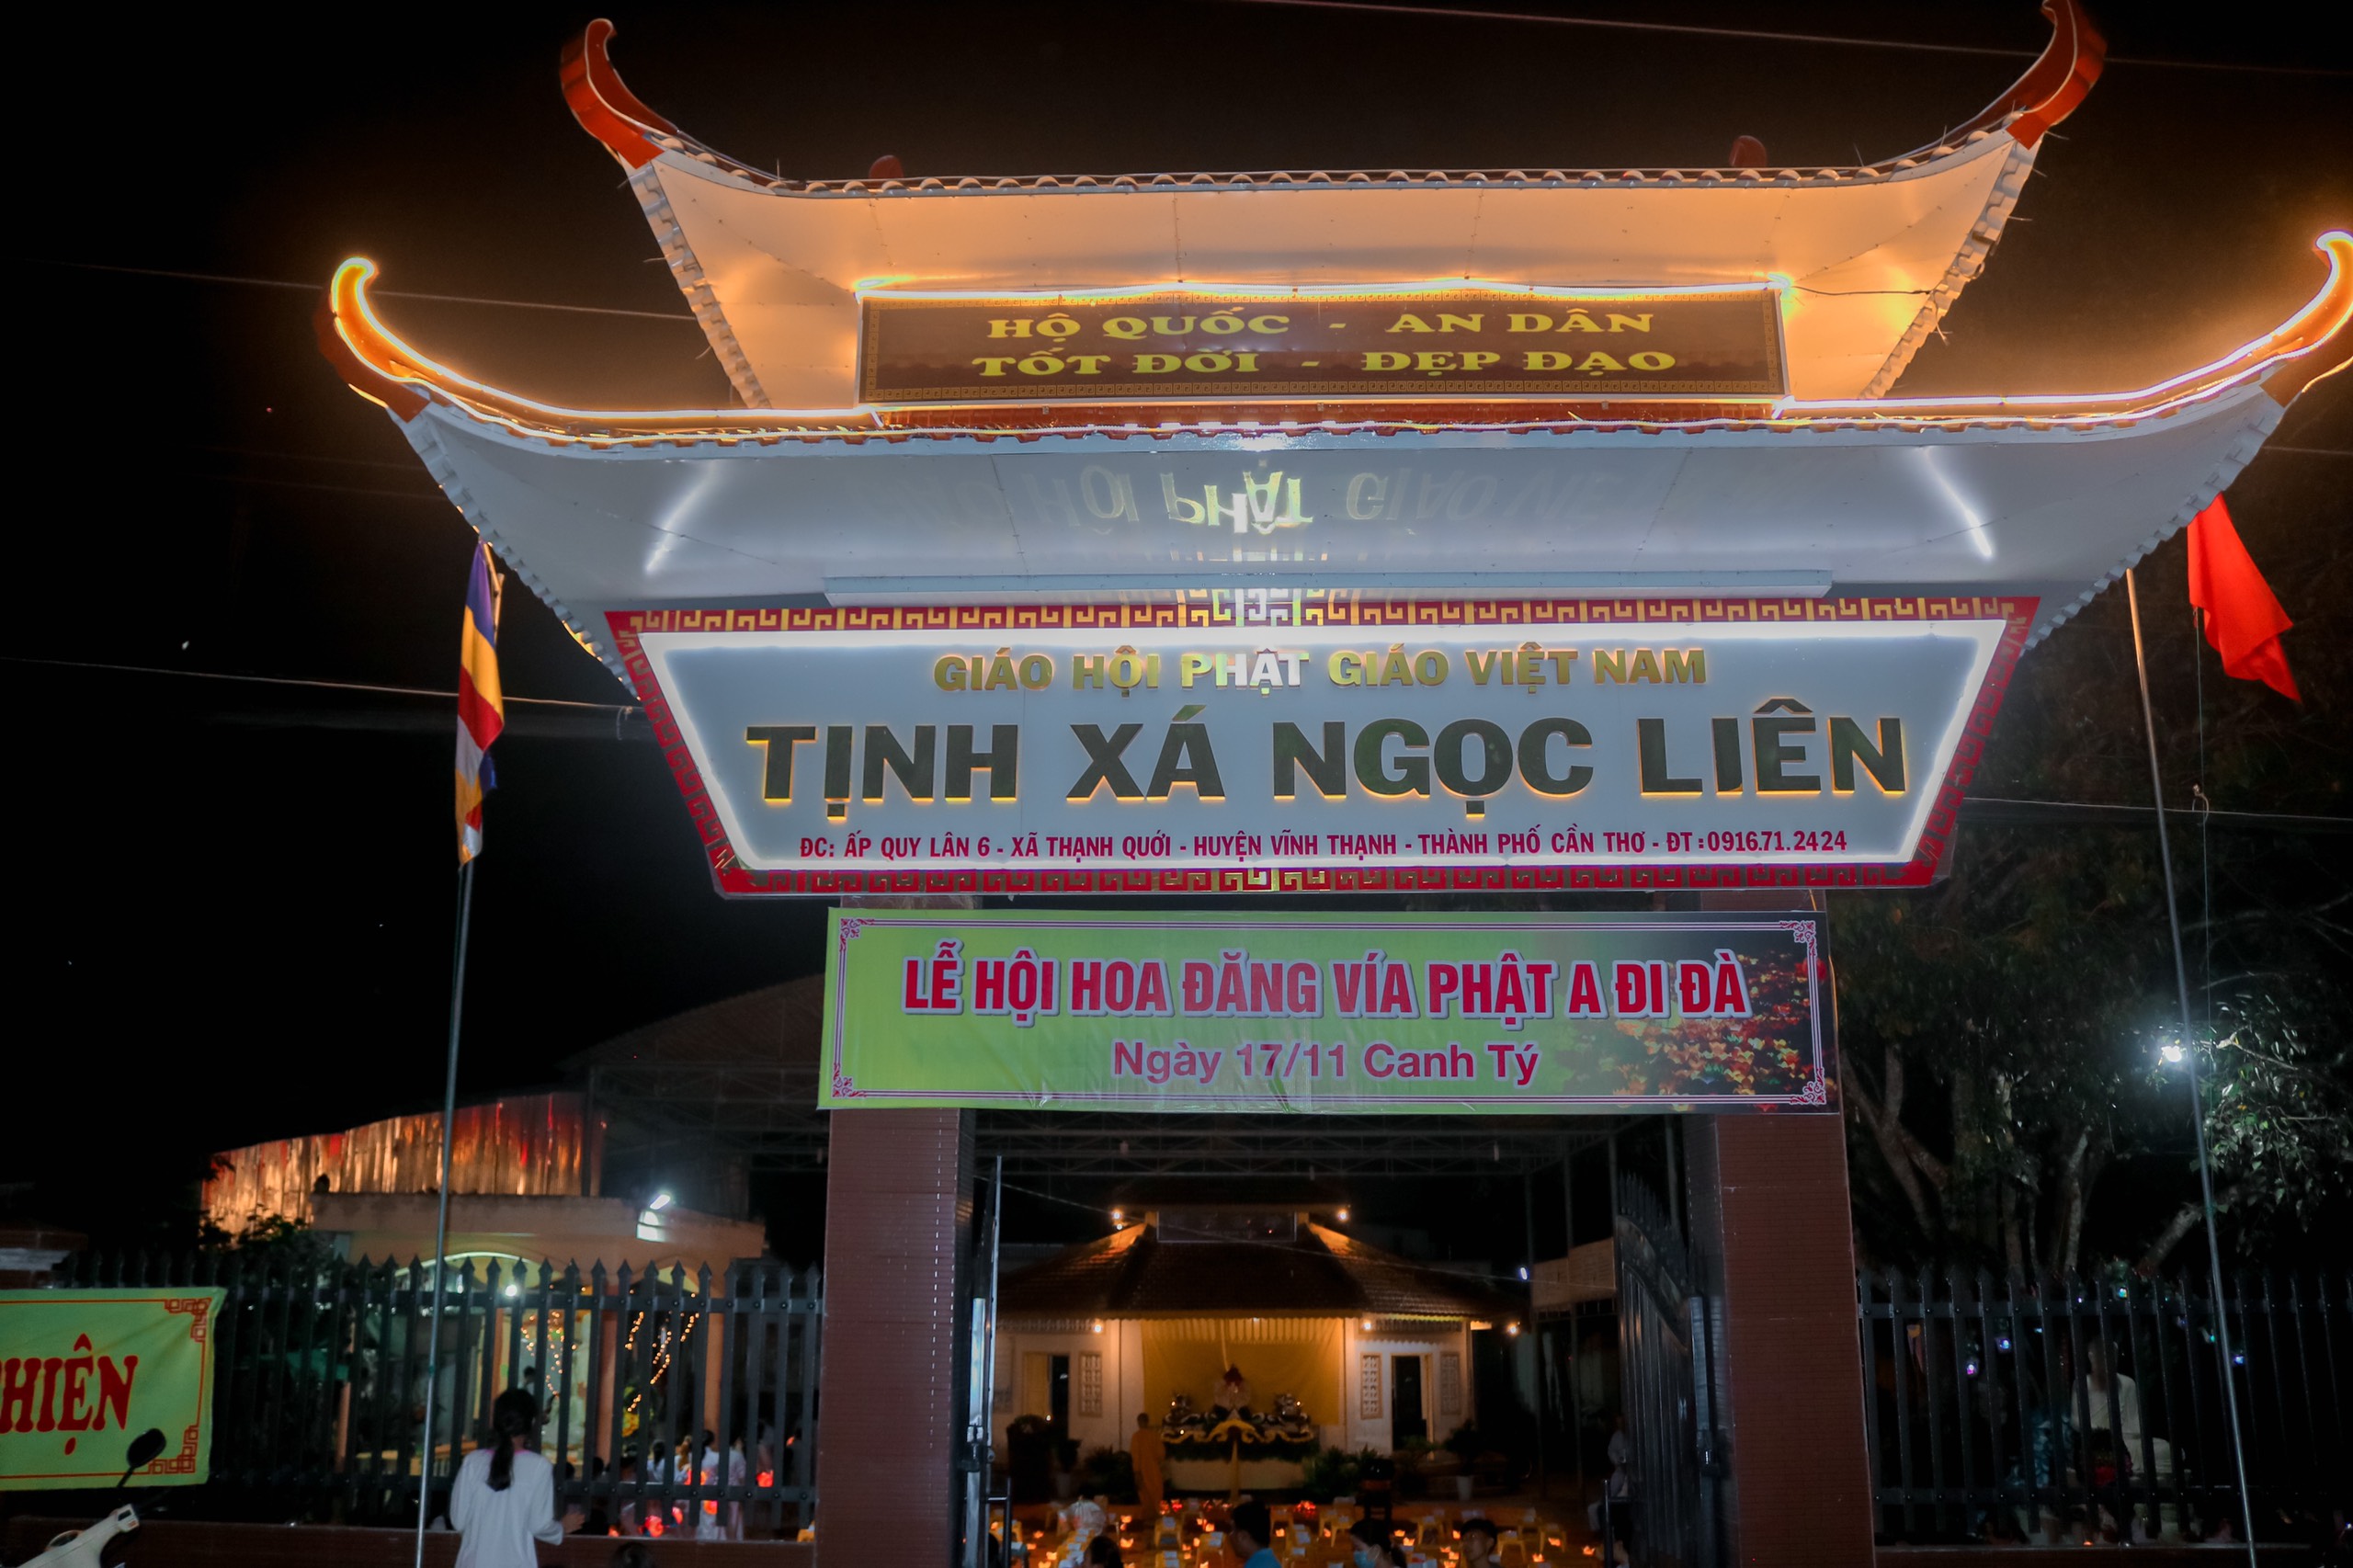 HỘ QUỐC - AN DÂN
TỐT ĐỜI - ĐẸP ĐẠO
GIÁO HỘI PHẬT GIÁO VIỆT NAM
TỊNH XÁ NGỌC LIÊN
ĐC: ẤP QUY LÂN 6 - XÃ THẠNH QUỚI - HUYỆN VĨNH THẠNH - THÀNH PHỐ CẦN THƠ - ĐT:0916.71.2424
LỄ HỘI HOA ĐĂNG VÍA PHẬT A ĐI ĐÀ
Ngày 17/11 Canh Tý
HIỆN